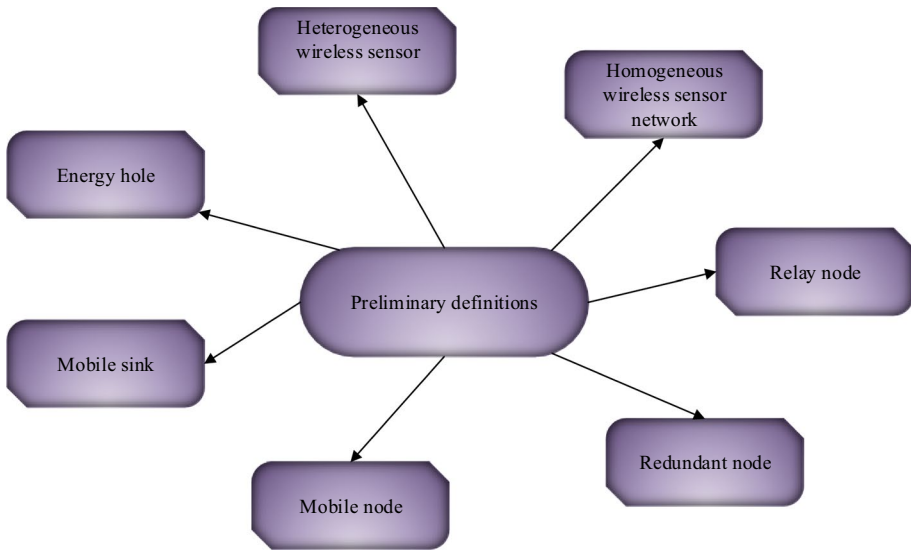 Heterogeneous
wireless sensor
Homogeneous
wireless sensor
network
Energy hole
Relay node
Preliminary definitions
Mobile sink
Redundant node
Mobile node